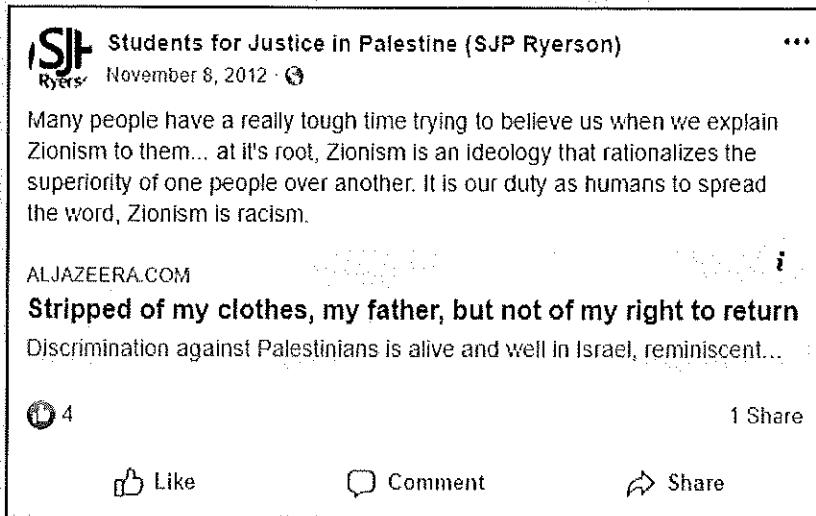 SJP
Ryers
Students for Justice in Palestine (SJP Ryerson)
November 8, 2012 ·
Many people have a really tough time trying to believe us when we explain
Zionism to them... at it's root, Zionism is an ideology that rationalizes the
superiority of one people over another. It is our duty as humans to spread
the word, Zionism is racism.
ALJAZEERA.COM
i
Stripped of my clothes, my father, but not of my right to return
Discrimination against Palestinians is alive and well in Israel, reminiscent...
4
1 Share
Like
Comment
Share